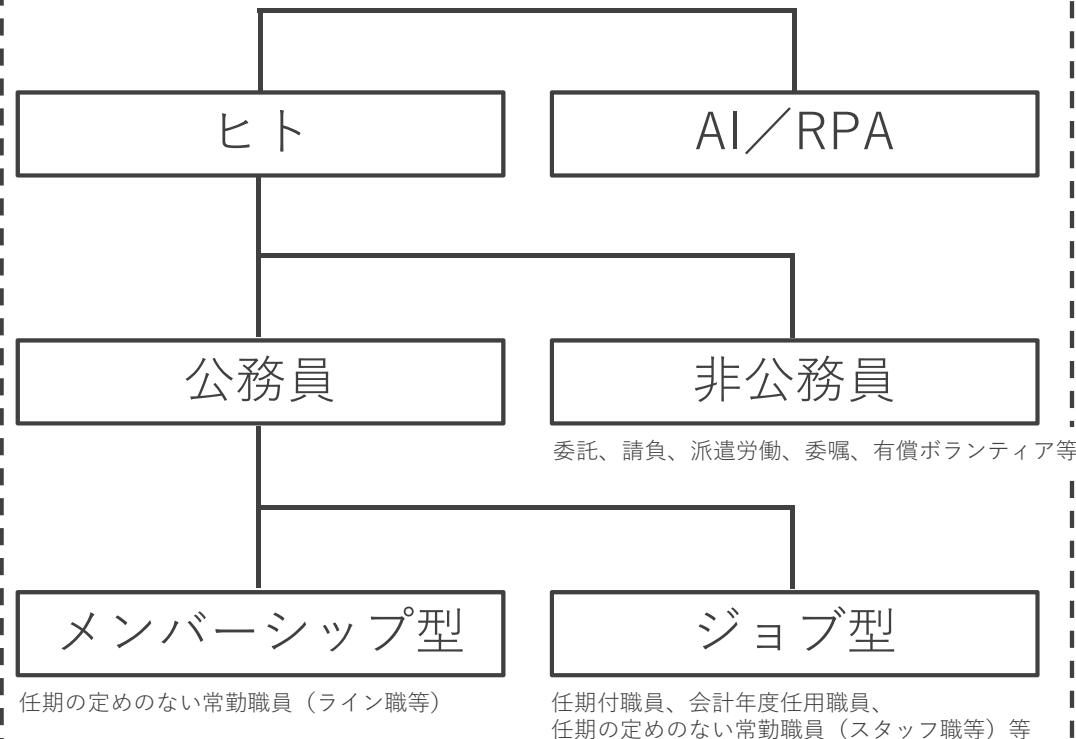 ヒト
AI／RPA
公務員
非公務員
委託、請負、派遣労働、委嘱、有償ボランティア等
メンバーシップ型
ジョブ型
任期の定めのない常勤職員（ライン職等）
任期付職員、会計年度任用職員、
任期の定めのない常勤職員（スタッフ職等）等